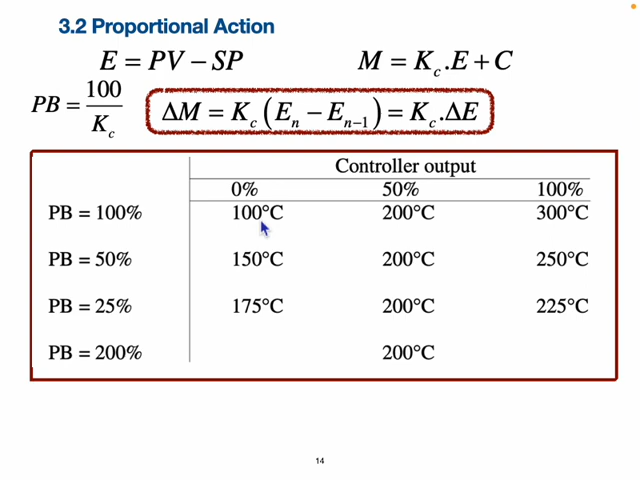 3.2 Proportional Action
E = PV − SP M = K_c.E + C
PB = 100/K_c ΔM = K_c (E_n − E_{n−1}) = K_c.ΔE
Controller output
0% 50% 100%
PB = 100% 100°C 200°C 300°C
PB = 50% 150°C 200°C 250°C
PB = 25% 175°C 200°C 225°C
PB = 200% 200°C
14